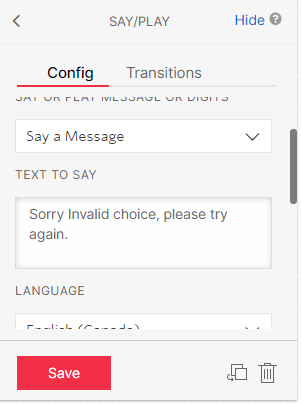 SAY/PLAY
Hide ?
Config
Transitions
SAY OR PLAY MESSAGE OR DIGITS
Say a Message
TEXT TO SAY
Sorry Invalid choice, please try
again.
LANGUAGE
English (Canada)
Save